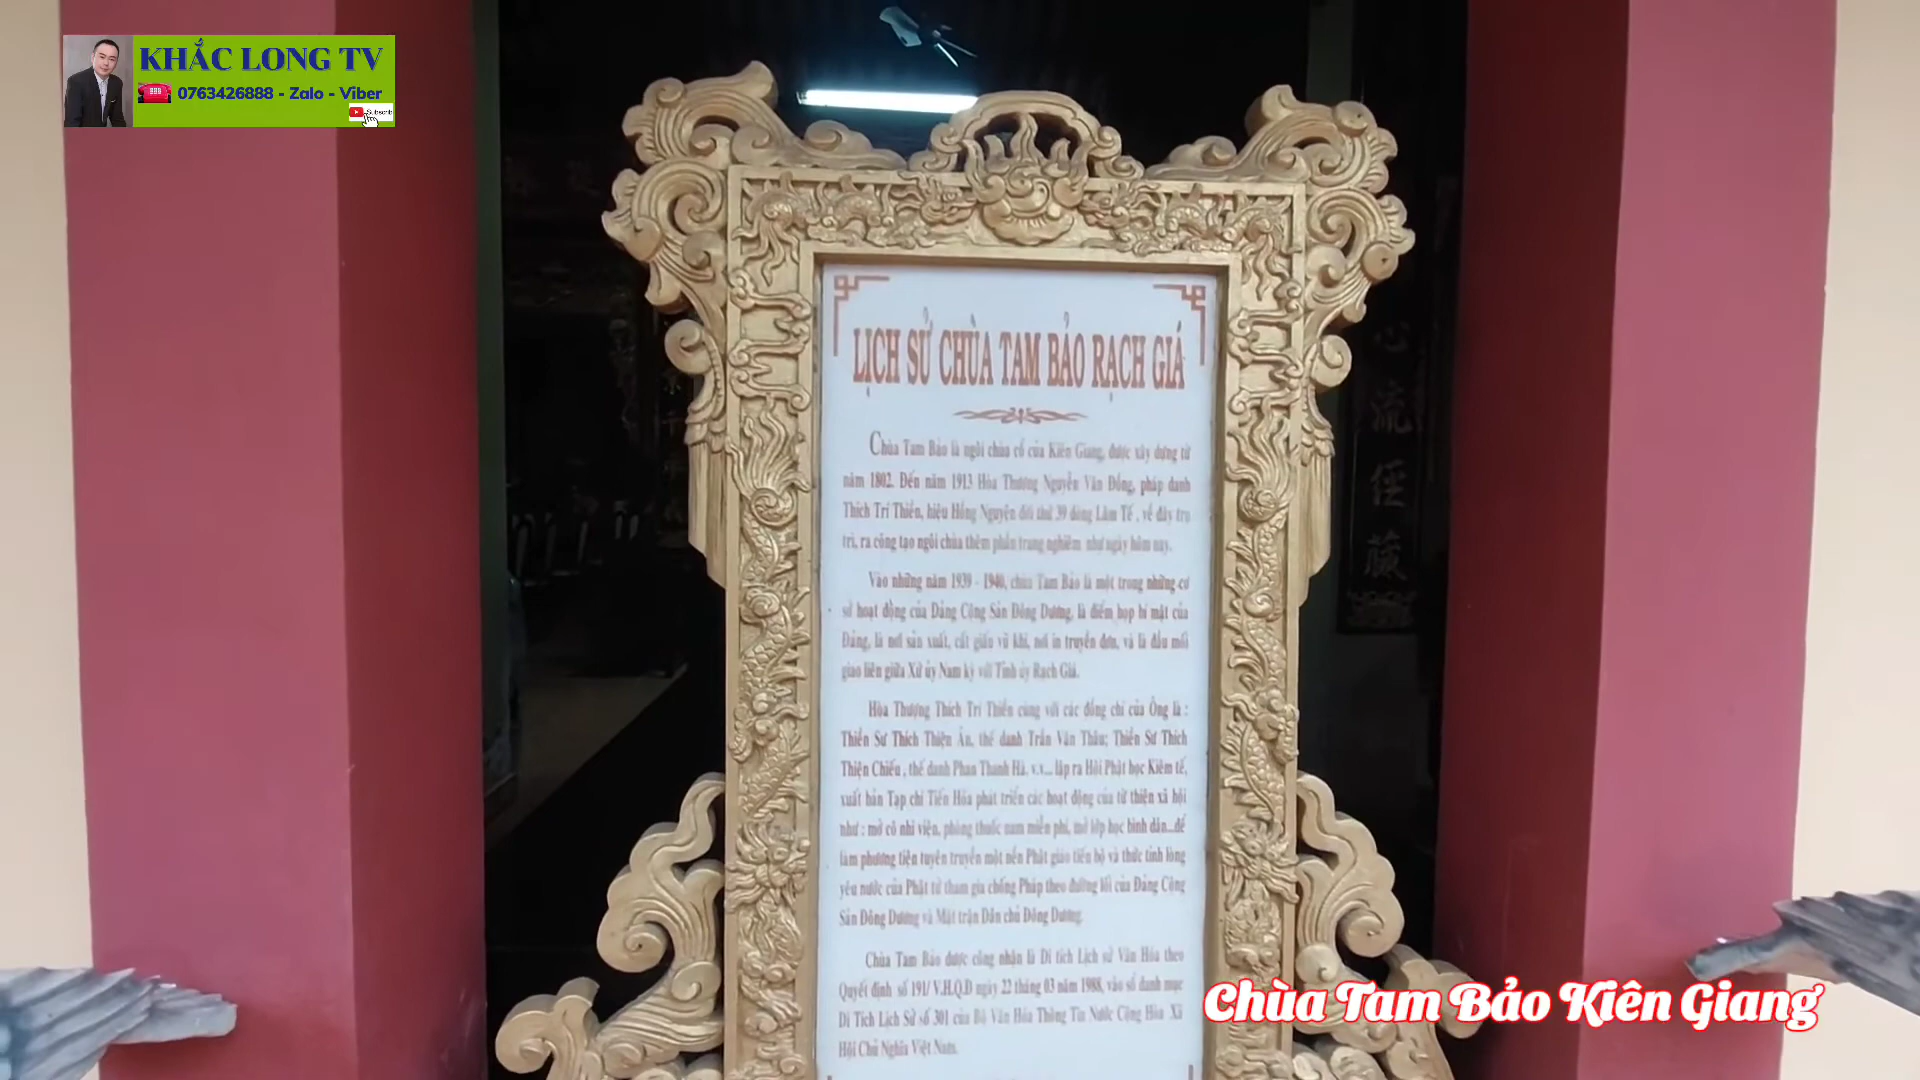 KHẮC LONG TV
0763426888 - Zalo - Viber
Subscrib
LỊCH SỬ CHÙA TAM BẢO RẠCH GIÁ
Chùa Tam Bảo là ngôi chùa cổ của Kiên Giang, được xây dựng từ
năm 1802. Đến năm 1913 Hòa Thượng Nguyễn Văn Đồng, pháp danh
Thích Trí Thiền, hiệu Hồng Nguyện đời thứ 39 dòng Lâm Tế , về đây trụ
trì, ra công tạo ngôi chùa thêm phần trang nghiêm như ngày hôm nay.
Vào những năm 1939 - 1940, chùa Tam Bảo là một trong những cơ
sở hoạt động của Đảng Cộng Sản Đông Dương, là điểm họp bí mật của
Đảng, là nơi sản xuất, cất giấu vũ khí, nơi in truyền đơn, và là đầu mối
giao liên giữa Xứ ủy Nam kỳ với Tỉnh ủy Rạch Giá.
Hòa Thượng Thích Trí Thiền cùng với các đồng chí của Ông là :
Thiền Sư Thích Thiện Ân, thế danh Trần Văn Thâu; Thiền Sư Thích
Thiện Chiếu , thế danh Phan Thanh Hà. v.v... lập ra Hội Phật học Kiêm tế,
xuất bản Tạp chí Tiến Hóa phát triển các hoạt động của từ thiện xã hội
như : mở cô nhi viện, phòng thuốc nam miễn phí, mở lớp học bình dân...để
làm phương tiện tuyên truyền một nền Phật giáo tiến bộ và thức tỉnh lòng
yêu nước của Phật tử tham gia chống Pháp theo đường lối của Đảng Cộng
Sản Đông Dương và Mặt trận Dân chủ Đông Dương.
Chùa Tam Bảo được công nhận là Di tích Lịch sử Văn Hóa theo
Quyết định số 191/ V.H.Q.Đ ngày 22 tháng 03 năm 1988, vào sổ danh mục
Di Tích Lịch Sử số 301 của Bộ Văn Hóa Thông Tin Nước Cộng Hòa Xã
Hội Chủ Nghĩa Việt Nam.
心流經藏
Chùa Tam Bảo Kiên Giang